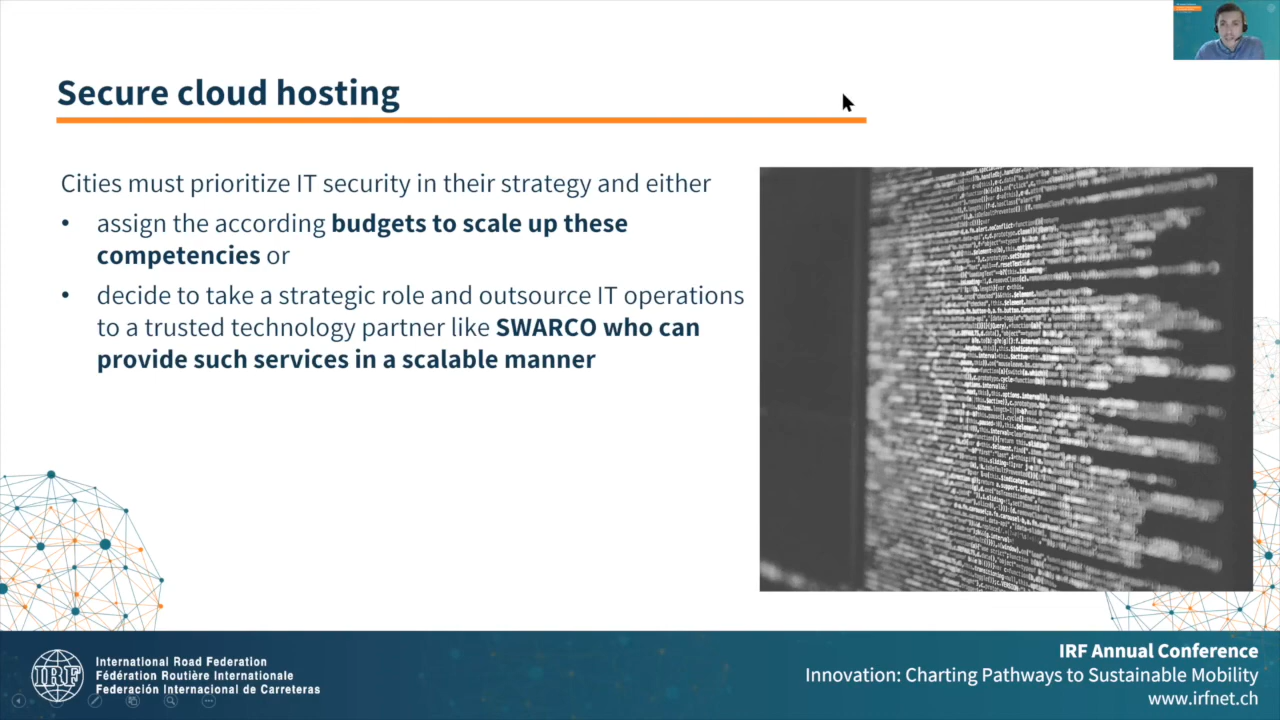 Secure cloud hosting
Cities must prioritize IT security in their strategy and either
• assign the according budgets to scale up these
competencies or
• decide to take a strategic role and outsource IT operations
to a trusted technology partner like SWARCO who can
provide such services in a scalable manner
IRF
International Road Federation
Fédération Routière Internationale
Federación Internacional de Carreteras
IRF Annual Conference
Innovation: Charting Pathways to Sustainable Mobility
www.irfnet.ch